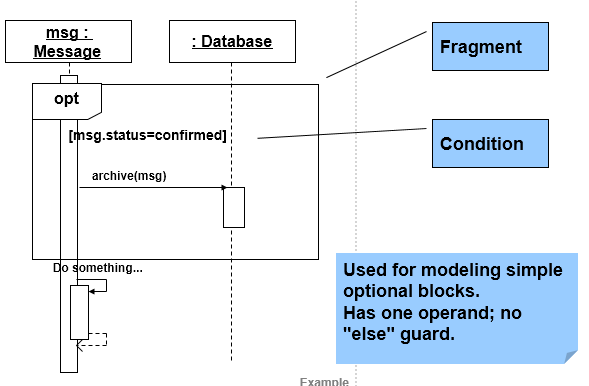 msg :
Message
: Database
Fragment
opt
[msg.status=confirmed]
Condition
archive(msg)
Do something...
Used for modeling simple
optional blocks.
Has one operand; no
"else" guard.
Example